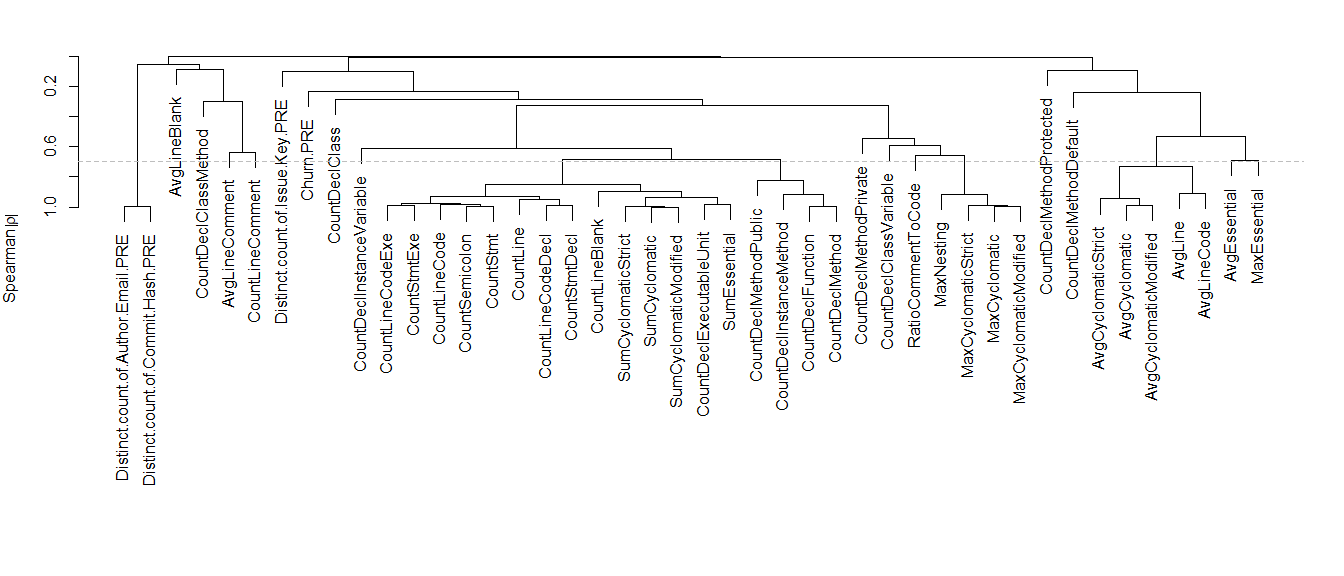 Spearman|ρ|
0.2
0.6
1.0
Distinct.count.of.Author.Email.PRE
Distinct.count.of.Commit.Hash.PRE
AvgLineBlank
CountDeclClassMethod
AvgLineComment
CountLineComment
Distinct.count.of.Issue.Key.PRE
Churn.PRE
CountDeclClass
CountDeclInstanceVariable
CountLineCodeExe
CountStmtExe
CountLineCode
CountSemicolon
CountStmt
CountLine
CountLineCodeDecl
CountStmtDecl
CountLineBlank
SumCyclomaticStrict
SumCyclomatic
SumCyclomaticModified
CountDeclExecutableUnit
SumEssential
CountDeclMethodPublic
CountDeclInstanceMethod
CountDeclFunction
CountDeclMethod
CountDeclMethodPrivate
CountDeclClassVariable
RatioCommentToCode
MaxNesting
MaxCyclomaticStrict
MaxCyclomatic
MaxCyclomaticModified
CountDeclMethodProtected
CountDeclMethodDefault
AvgCyclomaticStrict
AvgCyclomatic
AvgCyclomaticModified
AvgLine
AvgLineCode
AvgEssential
MaxEssential